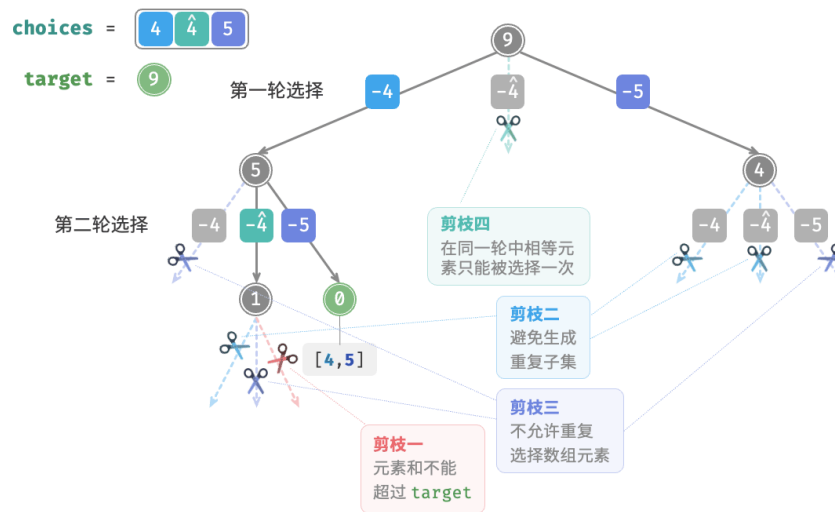 choices = 4 4̂ 5
target = 9
9
第一轮选择
-4 -4̂ -5
5 4
第二轮选择
-4 -4̂ -5
-4 -4̂ -5
剪枝四
在同一轮中相等元
素只能被选择一次
1 0
[4,5]
剪枝二
避免生成
重复子集
剪枝三
不允许重复
选择数组元素
剪枝一
元素和不能
超过 target